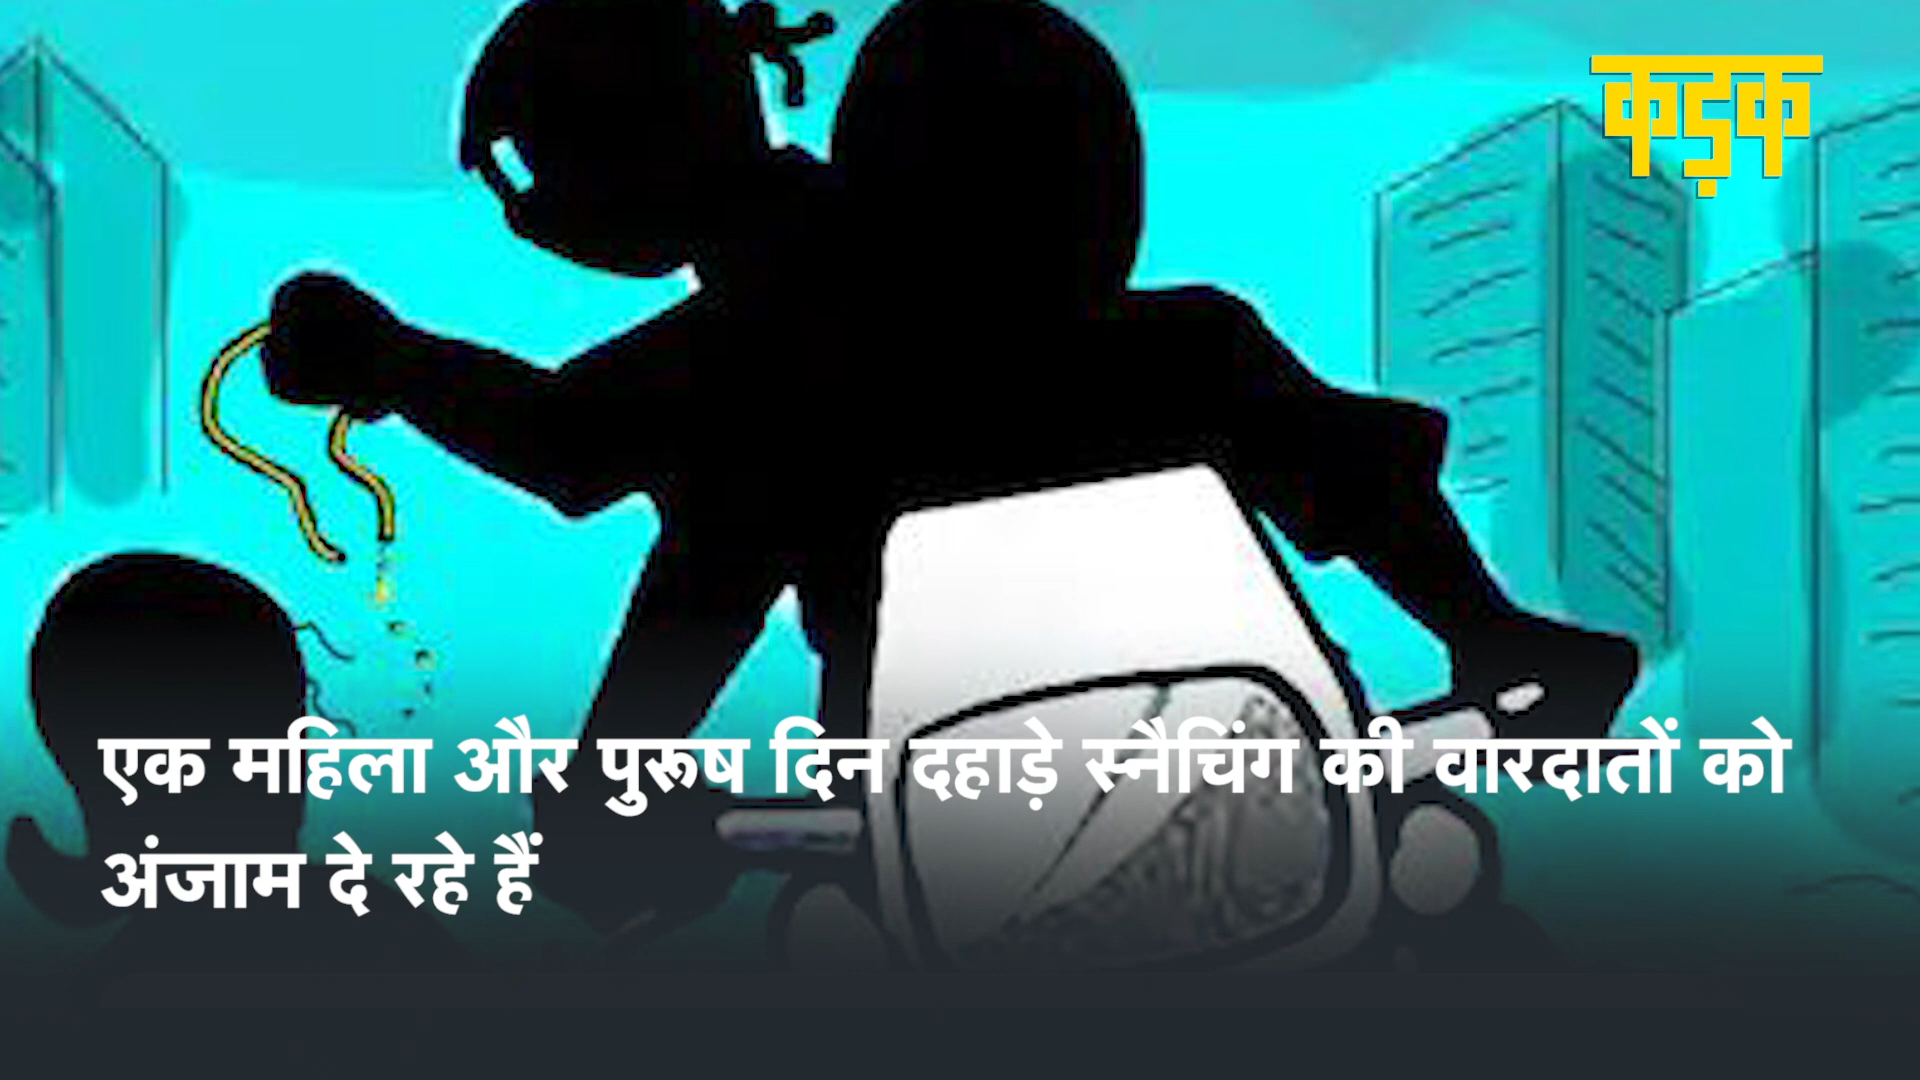 कड़क
एक महिला और पुरूष दिन दहाड़े स्नैचिंग की वारदातों को
अंजाम दे रहे हैं